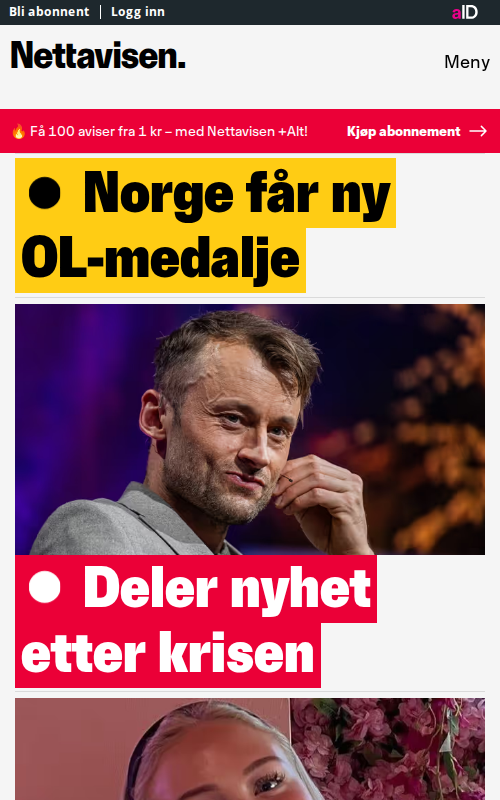 Bli abonnent | Logg inn
aID
Nettavisen.
Meny
🔥 Få 100 aviser fra 1 kr – med Nettavisen +Alt!
Kjøp abonnement →
● Norge får ny
OL-medalje
● Deler nyhet
etter krisen